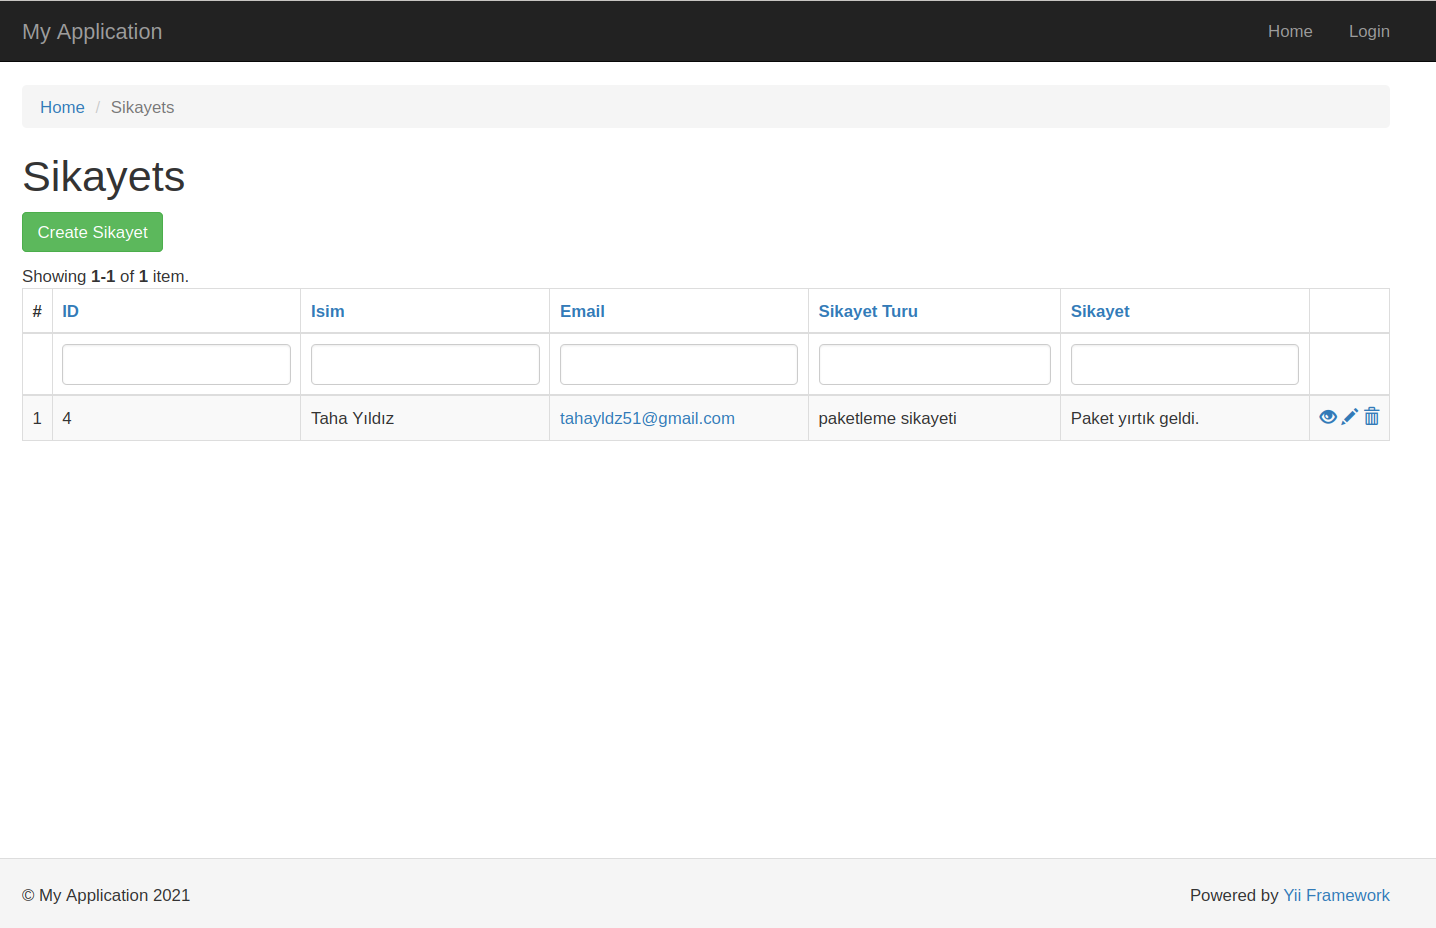 My Application Home Login
Home / Sikayets
Sikayets
Create Sikayet
Showing 1-1 of 1 item.
# ID Isim Email Sikayet Turu Sikayet
1 4 Taha Yıldız tahayldz51@gmail.com paketleme sikayeti Paket yırtık geldi.
© My Application 2021 Powered by Yii Framework